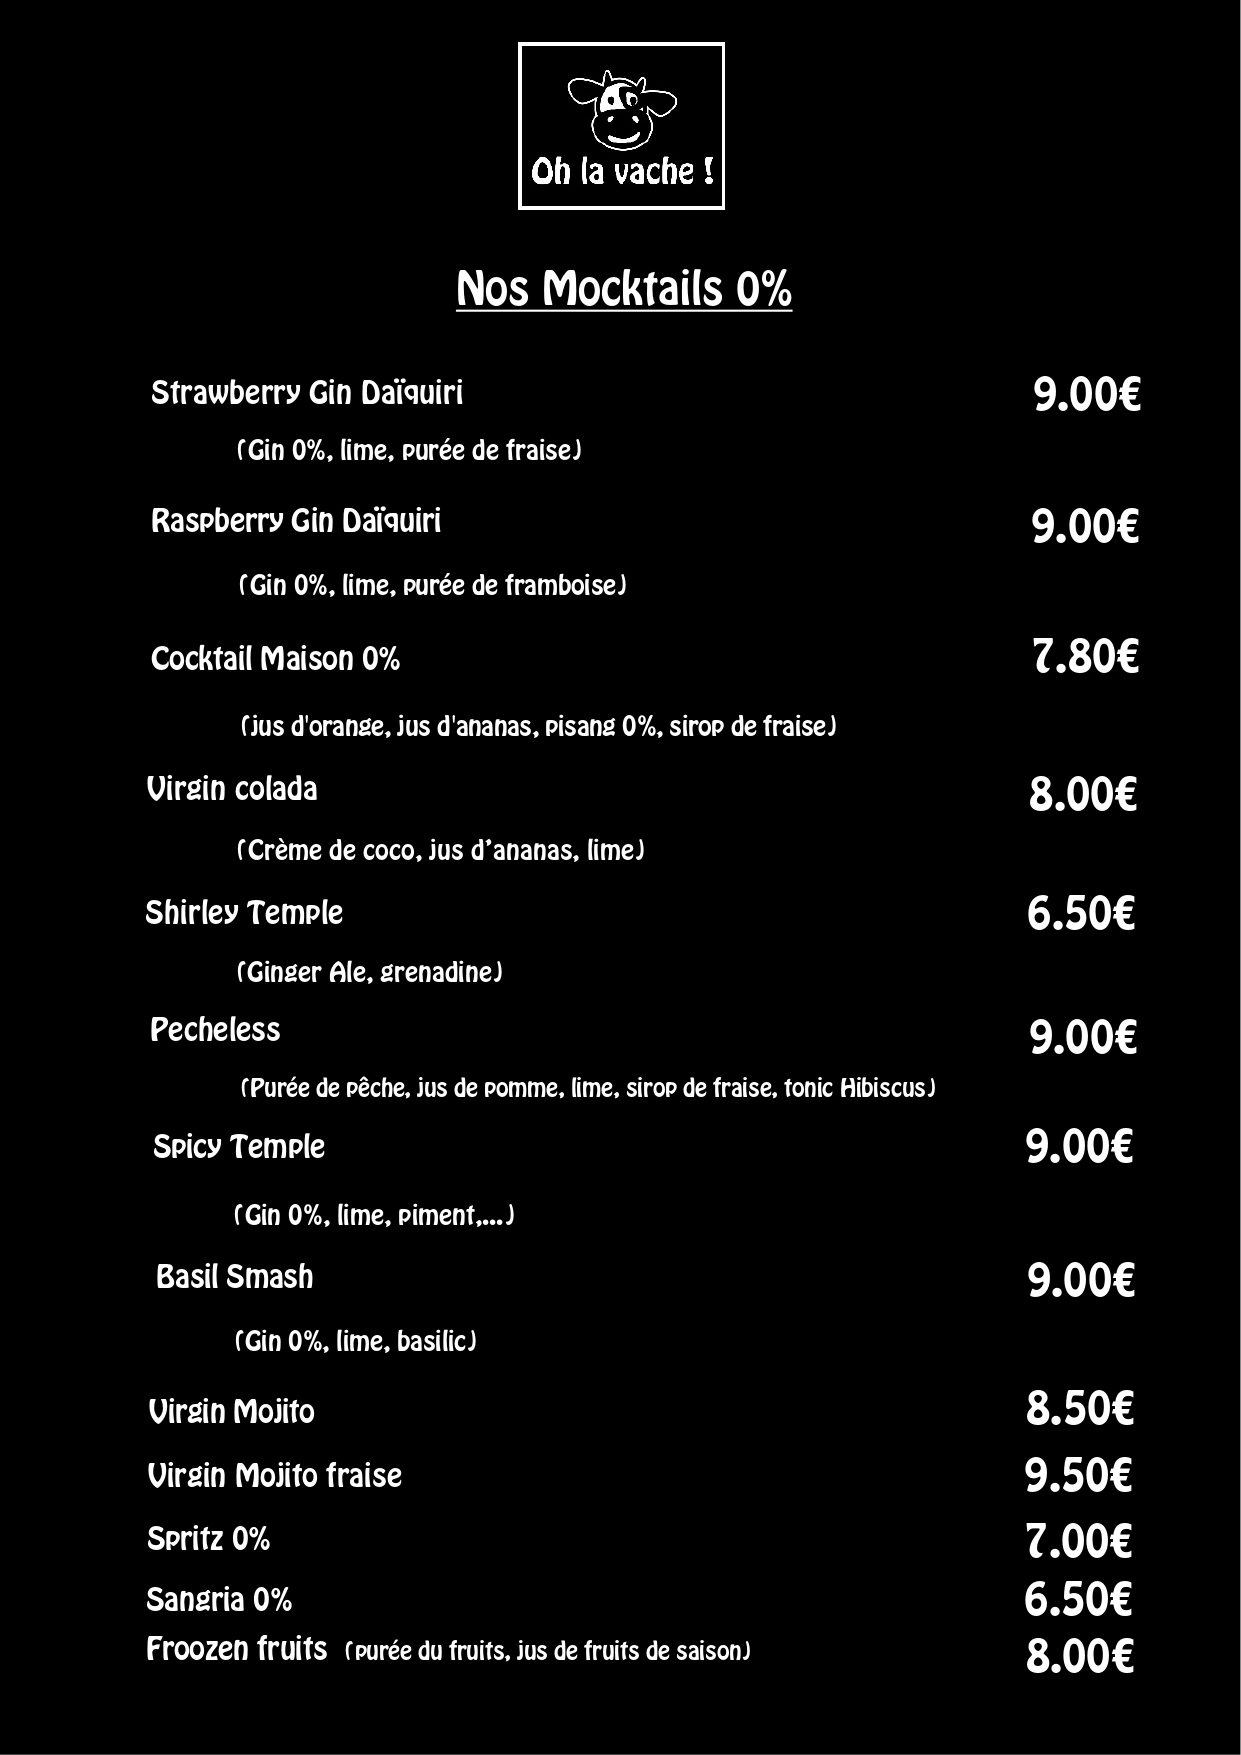 Oh la vache !
Nos Mocktails 0%
Strawberry Gin Daïquiri 9.00€
(Gin 0%, lime, purée de fraise)
Raspberry Gin Daïquiri 9.00€
(Gin 0%, lime, purée de framboise)
Cocktail Maison 0% 7.80€
(jus d'orange, jus d'ananas, pisang 0%, sirop de fraise)
Virgin colada 8.00€
(Crème de coco, jus d’ananas, lime)
Shirley Temple 6.50€
(Ginger Ale, grenadine)
Pecheless 9.00€
(Purée de pêche, jus de pomme, lime, sirop de fraise, tonic Hibiscus)
Spicy Temple 9.00€
(Gin 0%, lime, piment,...)
Basil Smash 9.00€
(Gin 0%, lime, basilic)
Virgin Mojito 8.50€
Virgin Mojito fraise 9.50€
Spritz 0% 7.00€
Sangria 0% 6.50€
Froozen fruits (purée du fruits, jus de fruits de saison) 8.00€